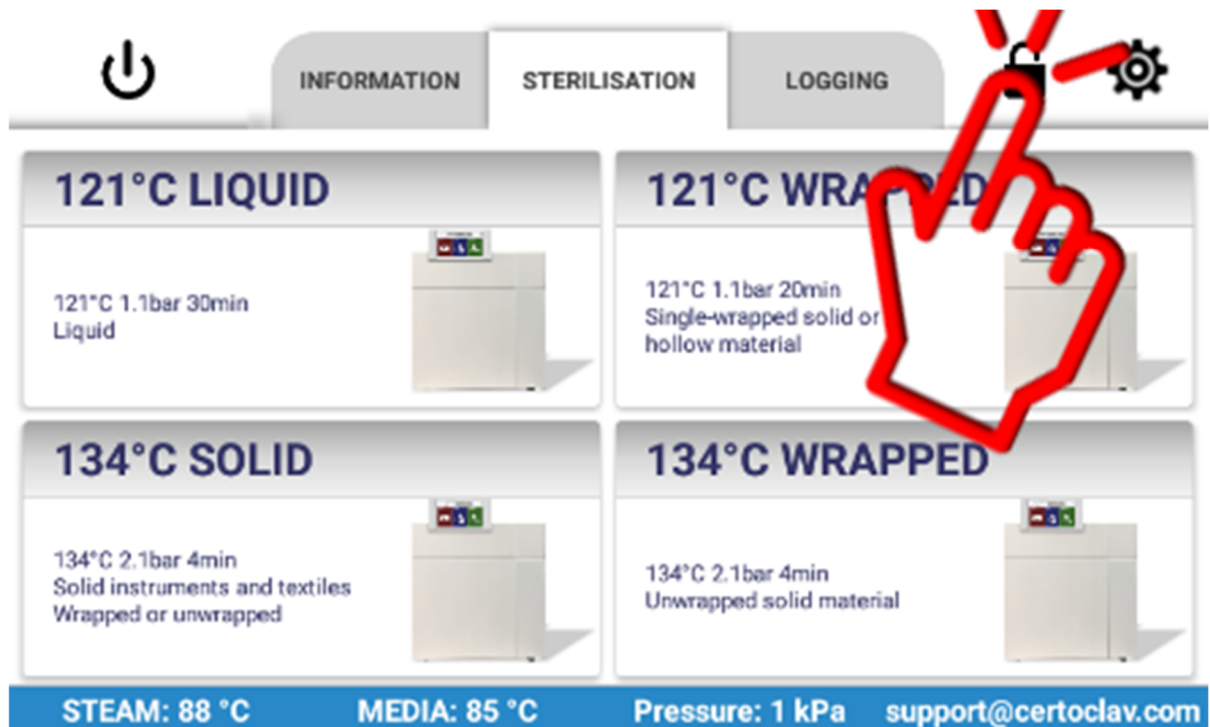 INFORMATION
STERILISATION
LOGGING
121°C LIQUID
121°C 1.1bar 30min
Liquid
121°C WRAPPED
121°C 1.1bar 20min
Single-wrapped solid or
hollow material
134°C SOLID
134°C 2.1bar 4min
Solid instruments and textiles
Wrapped or unwrapped
134°C WRAPPED
134°C 2.1bar 4min
Unwrapped solid material
STEAM: 88 °C
MEDIA: 85 °C
Pressure: 1 kPa
support@certoclav.com